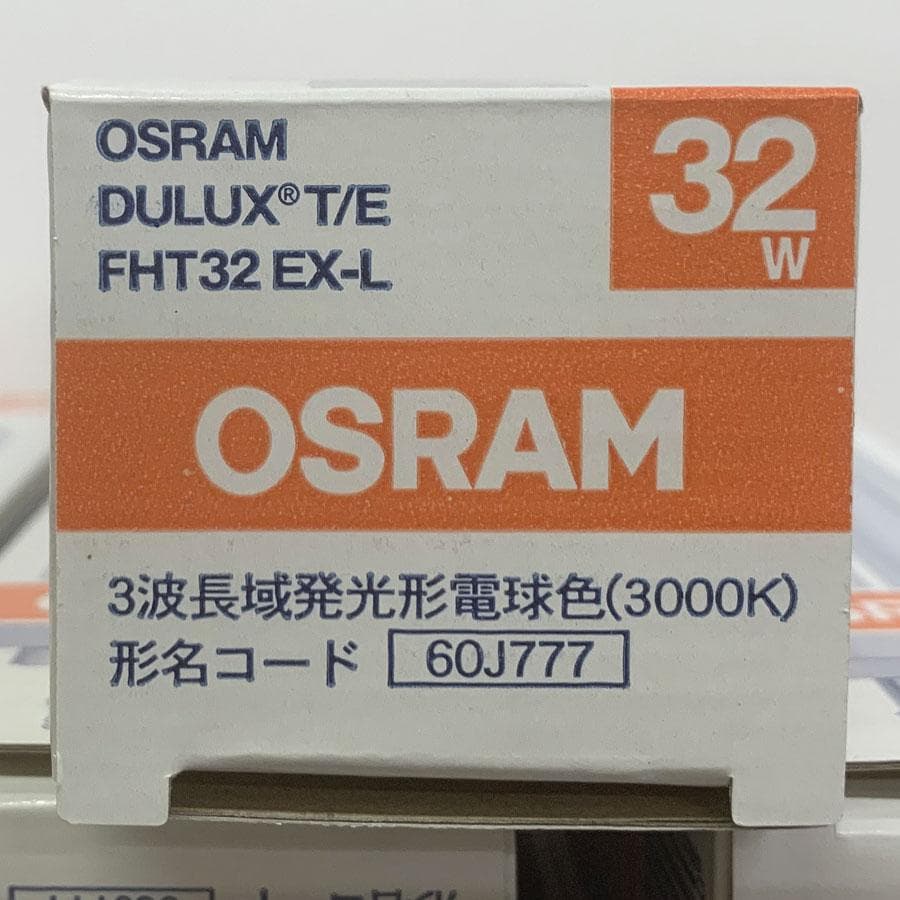 OSRAM
DULUX® T/E
FHT32 EX-L
32
W
OSRAM
3波長域発光形電球色(3000K)
形名コード 60J777